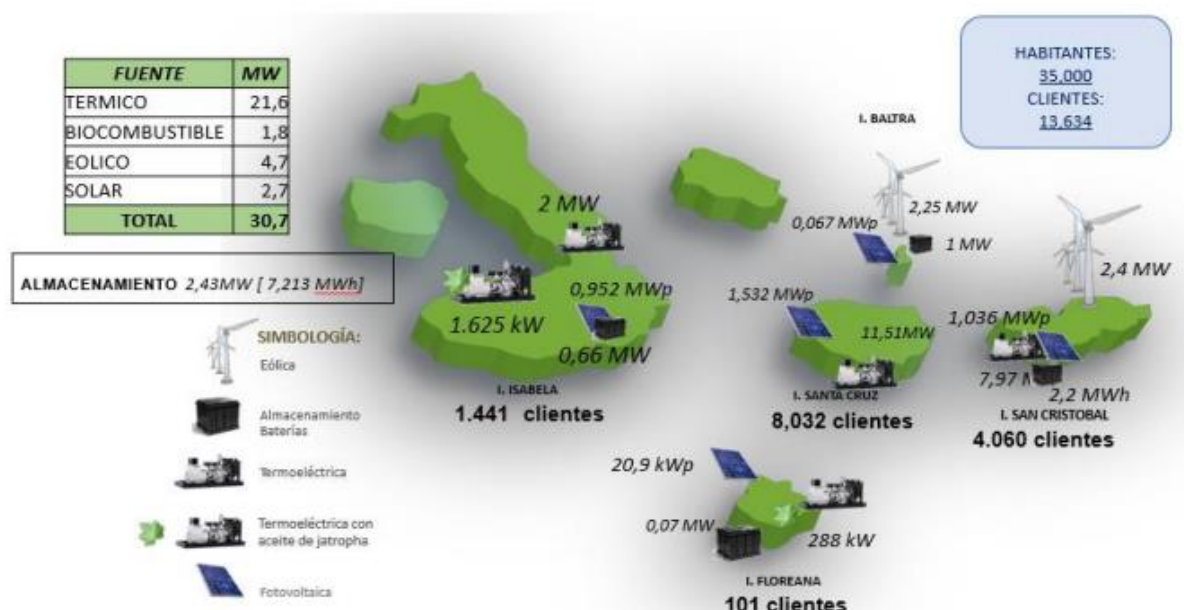 FUENTE MW
TERMICO 21,6
BIOCOMBUSTIBLE 1,8
EOLICO 4,7
SOLAR 2,7
TOTAL 30,7
ALMACENAMIENTO 2,43MW [ 7,213 MWh]
SIMBOLOGÍA:
Eólica
Almacenamiento
Baterías
Termoeléctrica
Termoeléctrica con
aceite de jatropha
Fotovoltaica
2 MW
1.625 kW
0,952 MWp
0,66 MW
I. ISABELA
1.441 clientes
HABITANTES:
35,000
CLIENTES:
13,634
I. BALTRA
0,067 MWp
2,25 MW
1 MW
1,532 MWp
11,51MW
I. SANTA CRUZ
8,032 clientes
2,4 MW
1,036 MWp
7,97 M
2,2 MWh
I. SAN CRISTOBAL
4.060 clientes
20,9 kWp
0,07 MW
288 kW
I. FLOREANA
101 clientes